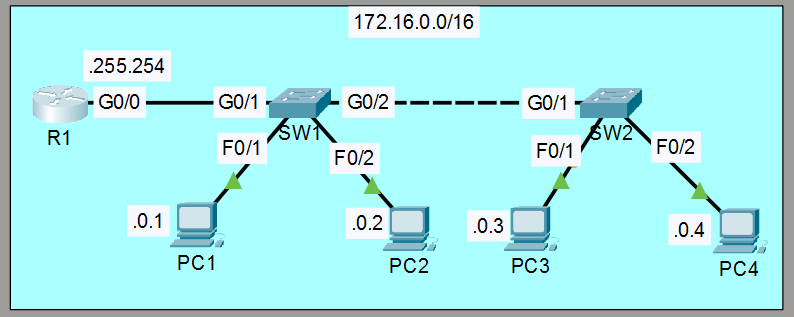 172.16.0.0/16
.255.254
G0/0
G0/1
G0/2
G0/1
R1
SW1
SW2
F0/1
F0/2
F0/1
F0/2
.0.1
.0.2
.0.3
.0.4
PC1
PC2
PC3
PC4